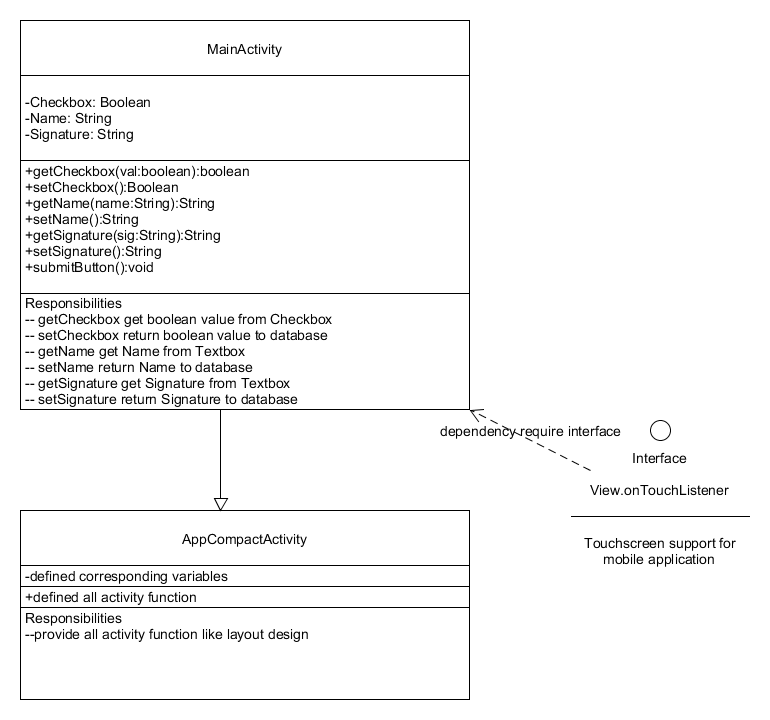 MainActivity
-Checkbox: Boolean
-Name: String
-Signature: String
+getCheckbox(val:boolean):boolean
+setCheckbox():Boolean
+getName(name:String):String
+setName():String
+getSignature(sig:String):String
+setSignature():String
+submitButton():void
Responsibilities
-- getCheckbox get boolean value from Checkbox
-- setCheckbox return boolean value to database
-- getName get Name from Textbox
-- setName return Name to database
-- getSignature get Signature from Textbox
-- setSignature return Signature to database
dependency require interface
Interface
View.onTouchListener
Touchscreen support for
mobile application
AppCompactActivity
-defined corresponding variables
+defined all activity function
Responsibilities
--provide all activity function like layout design